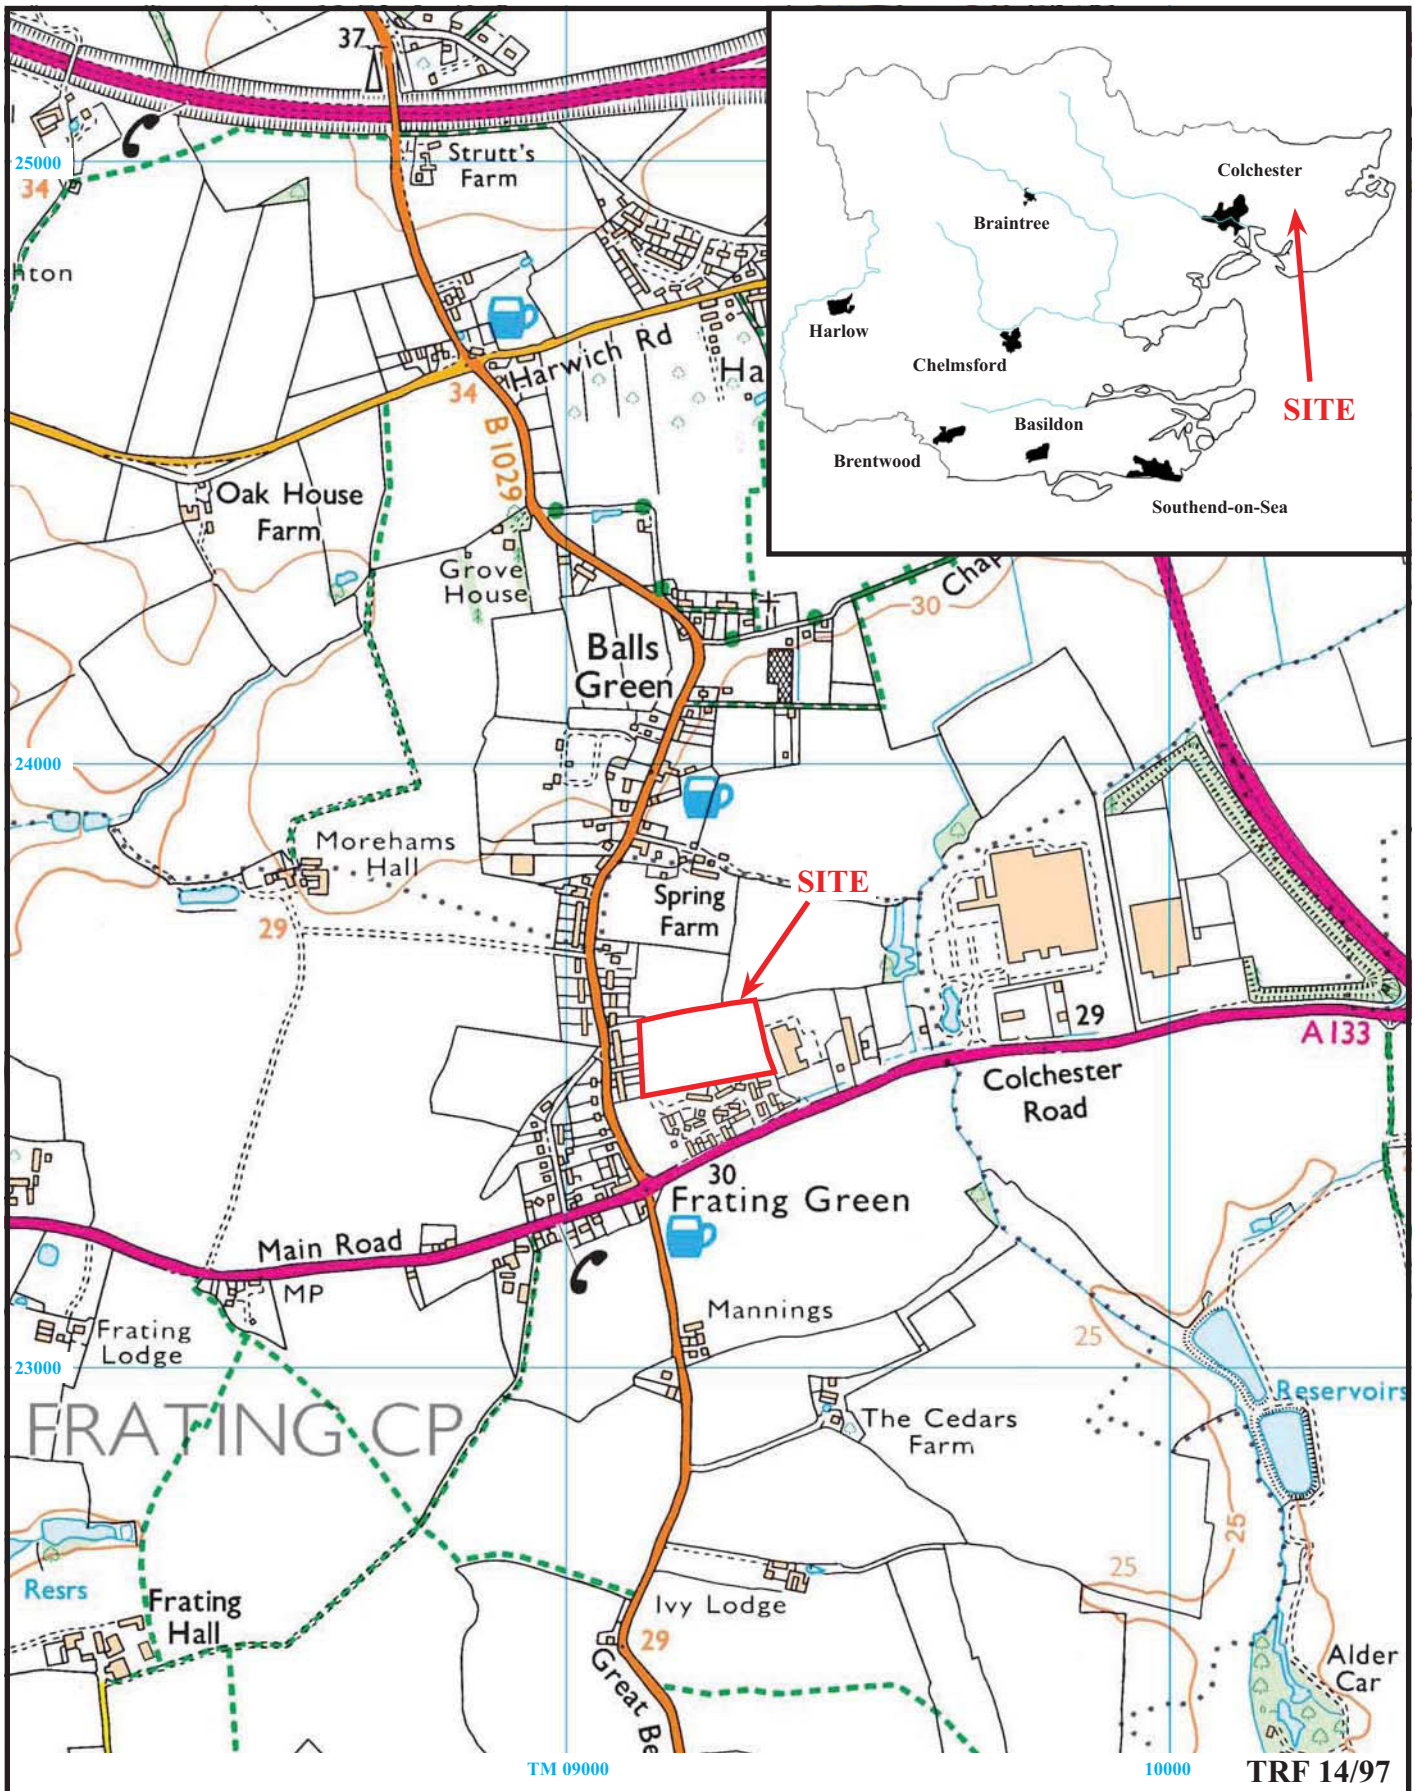 37
25000
34
Strutt's
Farm
hton
Harwich Rd
Ha
34
B1029
Oak House
Farm
Grove
House
Colchester
Braintree
Harlow
Chelmsford
SITE
Basildon
Brentwood
Southend-on-Sea
Chap
30
Balls
Green
24000
Morehams
Hall
29
Spring
Farm
SITE
29
A133
Colchester
Road
30
Frating Green
Main Road
MP
Mannings
Frating
Lodge
25
23000
Reservoirs
FRATING CP
The Cedars
Farm
25
25
Resrs
Frating
Hall
Ivy Lodge
29
Great Be
Alder
Car
TM 09000
10000
TRF 14/97